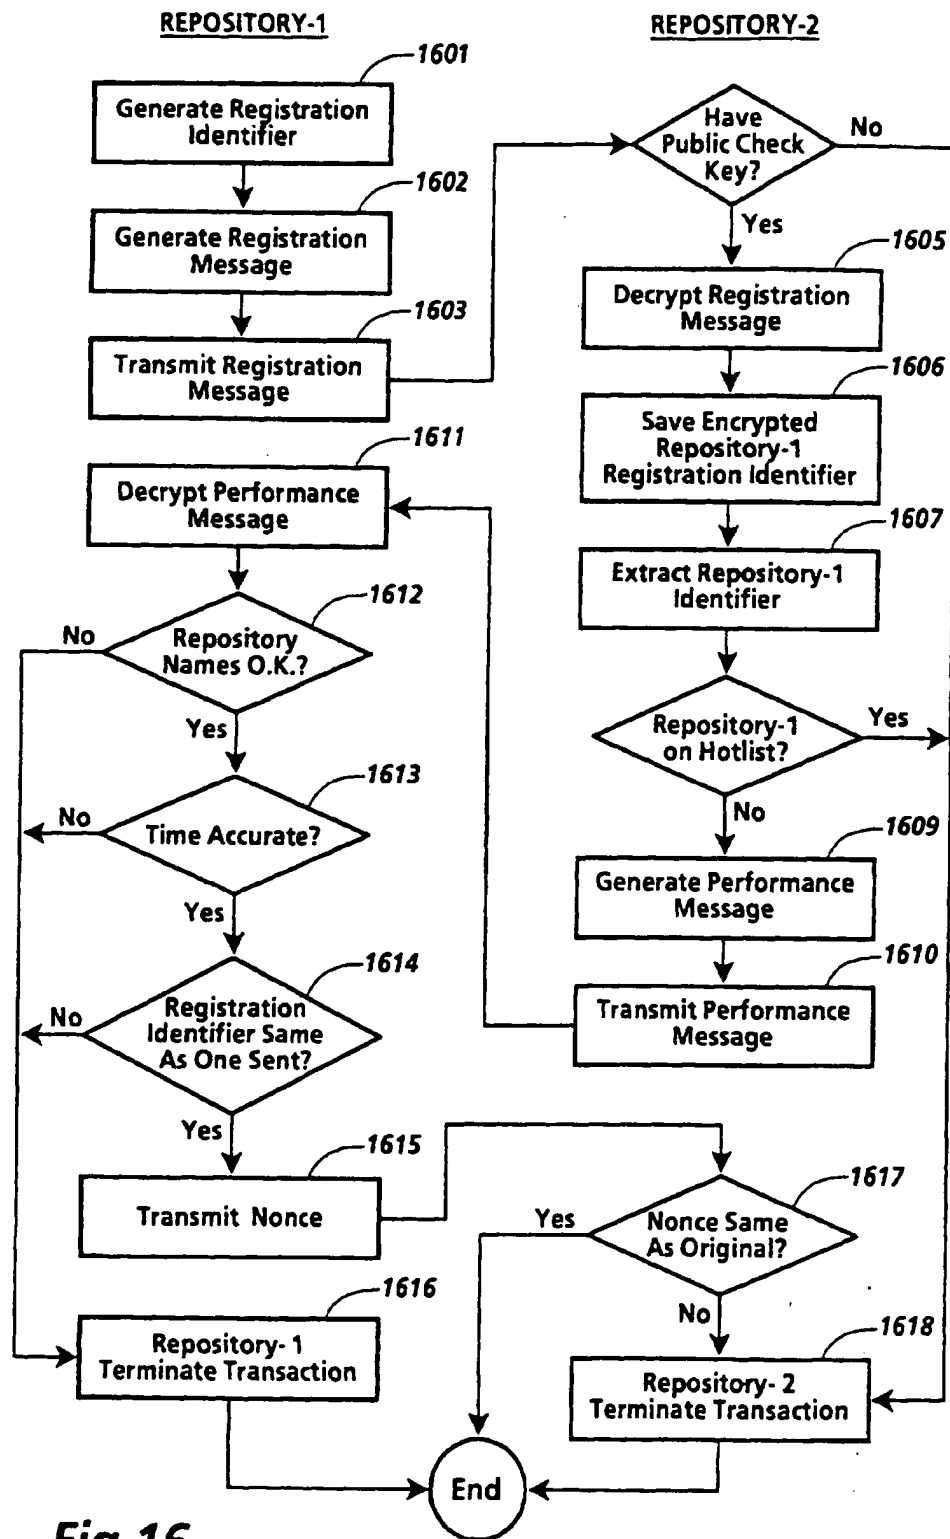 REPOSITORY-1
1601
Generate Registration
Identifier
1602
Generate Registration
Message
1603
Transmit Registration
Message
1611
Decrypt Performance
Message
1612
Repository
Names O.K.?
No
Yes
1613
Time Accurate?
No
Yes
1614
Registration
Identifier Same
As One Sent?
No
Yes
1615
Transmit Nonce
1616
Repository- 1
Terminate Transaction
REPOSITORY-2
Have
Public Check
Key?
No
Yes
1605
Decrypt Registration
Message
1606
Save Encrypted
Repository-1
Registration Identifier
1607
Extract Repository-1
Identifier
Repository-1
on Hotlist?
Yes
No
1609
Generate Performance
Message
1610
Transmit Performance
Message
1617
Nonce Same
As Original?
Yes
No
1618
Repository- 2
Terminate Transaction
End
Fig.16